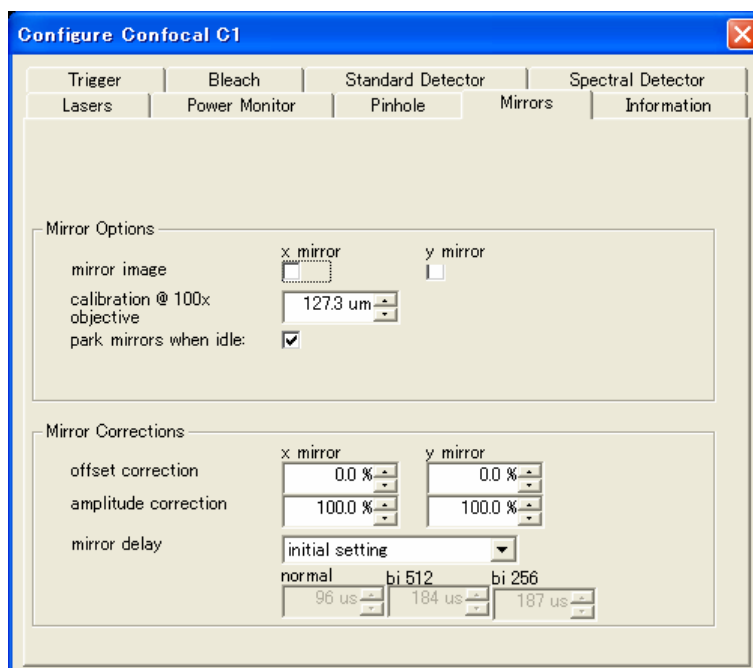 Configure Confocal C1
Trigger Bleach Standard Detector Spectral Detector
Lasers Power Monitor Pinhole Mirrors Information
Mirror Options
x mirror y mirror
mirror image
calibration @ 100x
objective
127.3 um
park mirrors when idle:
Mirror Corrections
x mirror y mirror
offset correction 0.0 % 0.0 %
amplitude correction 100.0 % 100.0 %
mirror delay initial setting
normal bi 512 bi 256
96 us 184 us 187 us